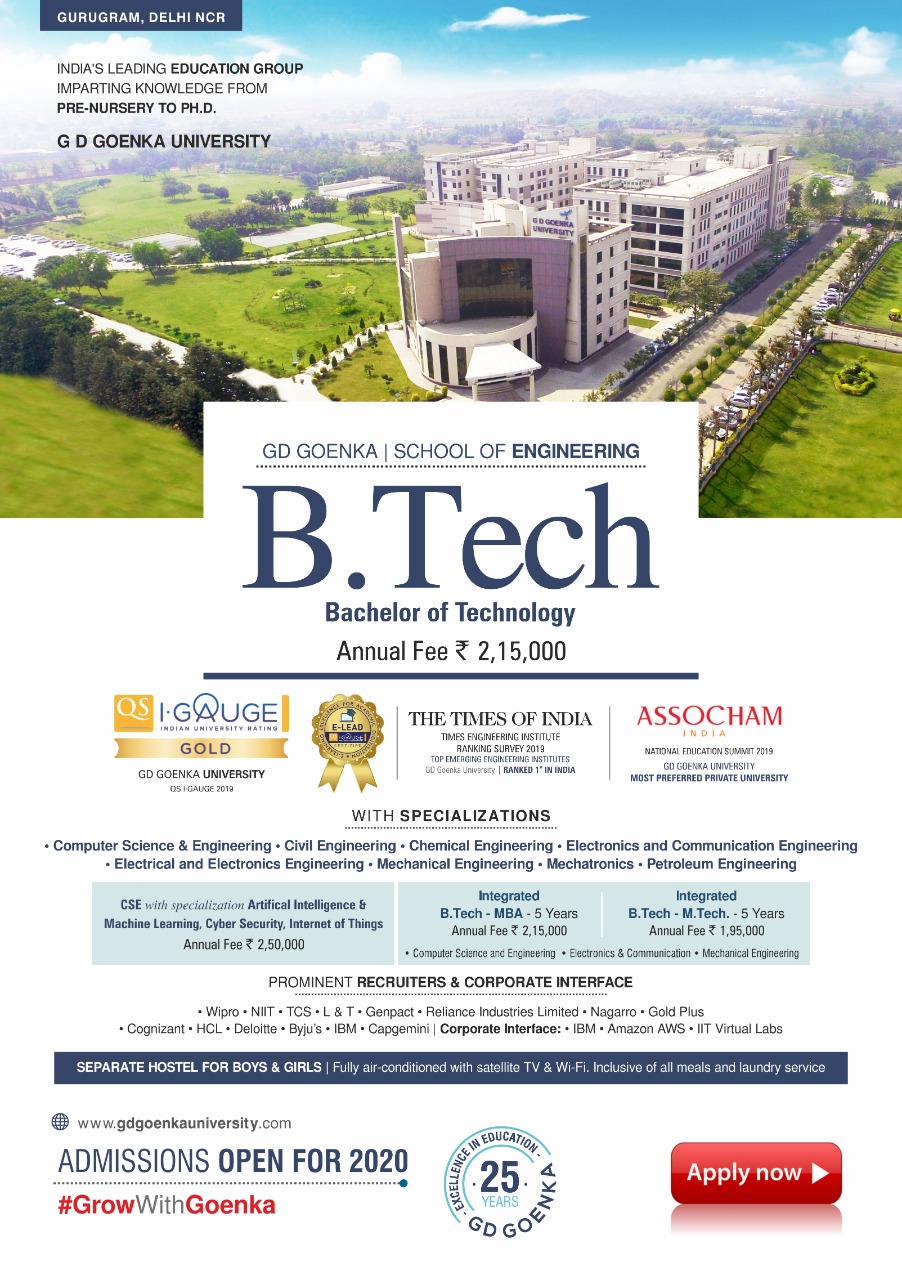 GURUGRAM, DELHI NCR
INDIA'S LEADING EDUCATION GROUP
IMPARTING KNOWLEDGE FROM
PRE-NURSERY TO PH.D.
G D GOENKA UNIVERSITY
G D GOENKA
UNIVERSITY
GD GOENKA | SCHOOL OF ENGINEERING
B.Tech
Bachelor of Technology
Annual Fee ₹ 2,15,000
QS I·GAUGE
INDIAN UNIVERSITY RATING
GOLD
GD GOENKA UNIVERSITY
QS I·GAUGE 2019
E-LEAD
THE TIMES OF INDIA
TIMES ENGINEERING INSTITUTE
RANKING SURVEY 2019
TOP EMERGING ENGINEERING INSTITUTES
GD Goenka University | RANKED 1ST IN INDIA
ASSOCHAM
INDIA
NATIONAL EDUCATION SUMMIT 2019
GD GOENKA UNIVERSITY
MOST PREFERRED PRIVATE UNIVERSITY
WITH SPECIALIZATIONS
• Computer Science & Engineering • Civil Engineering • Chemical Engineering • Electronics and Communication Engineering
• Electrical and Electronics Engineering • Mechanical Engineering • Mechatronics • Petroleum Engineering
CSE with specialization Artifical Intelligence &
Machine Learning, Cyber Security, Internet of Things
Annual Fee ₹ 2,50,000
Integrated
B.Tech - MBA - 5 Years
Annual Fee ₹ 2,15,000
Integrated
B.Tech - M.Tech. - 5 Years
Annual Fee ₹ 1,95,000
• Computer Science and Engineering • Electronics & Communication • Mechanical Engineering
PROMINENT RECRUITERS & CORPORATE INTERFACE
• Wipro • NIIT • TCS • L & T • Genpact • Reliance Industries Limited • Nagarro • Gold Plus
• Cognizant • HCL • Deloitte • Byju's • IBM • Capgemini | Corporate Interface: • IBM • Amazon AWS • IIT Virtual Labs
SEPARATE HOSTEL FOR BOYS & GIRLS | Fully air-conditioned with satellite TV & Wi-Fi. Inclusive of all meals and laundry service
www.gdgoenkauniversity.com
ADMISSIONS OPEN FOR 2020
#GrowWithGoenka
- EXCELLENCE IN EDUCATION -
25
YEARS
GD GOENKA
Apply now